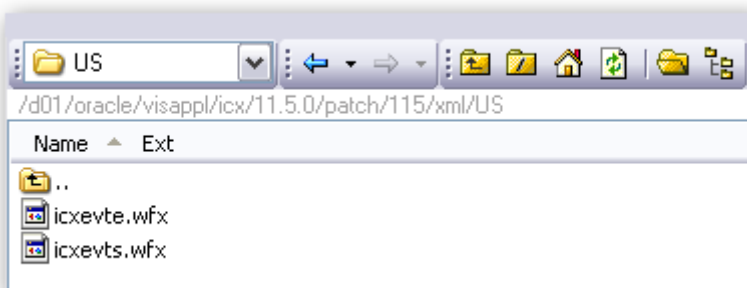 US
/d01/oracle/visappl/icx/11.5.0/patch/115/xml/US
Name Ext
..
icxevte.wfx
icxevts.wfx